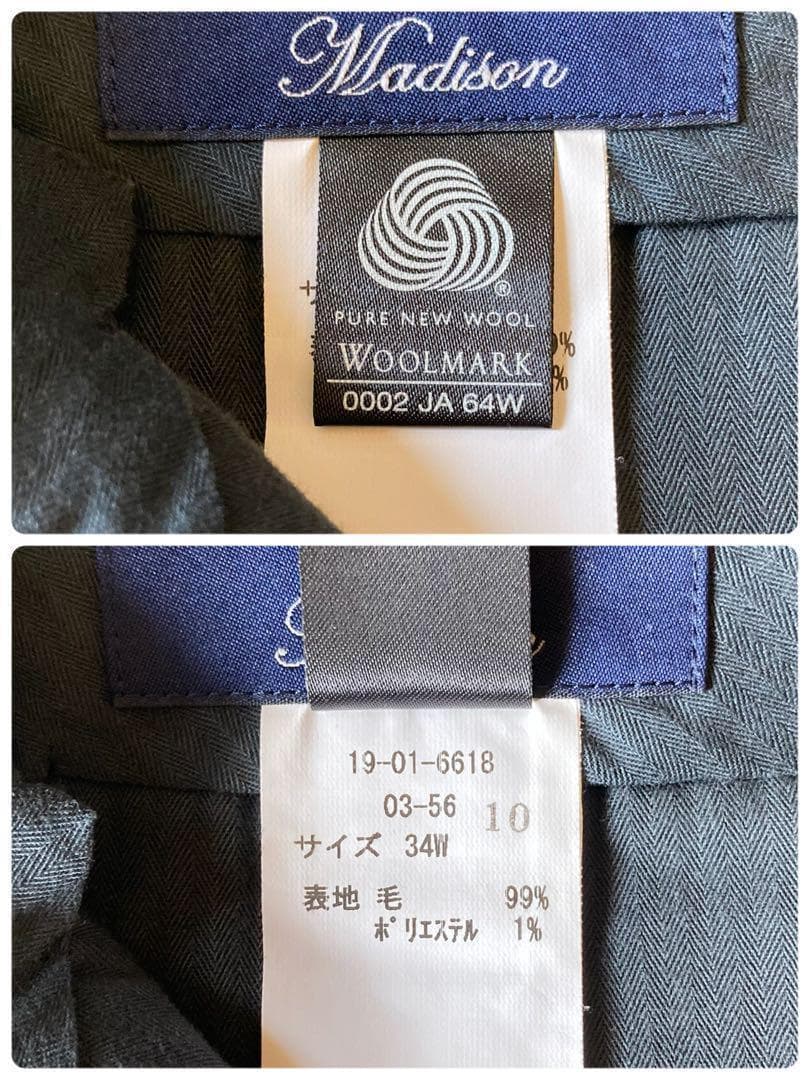 Madison
®
PURE NEW WOOL
WOOLMARK
0002 JA 64W
%
%
19-01-6618
03-56 10
サイズ 34W
表地 毛 99%
ポリエステル 1%